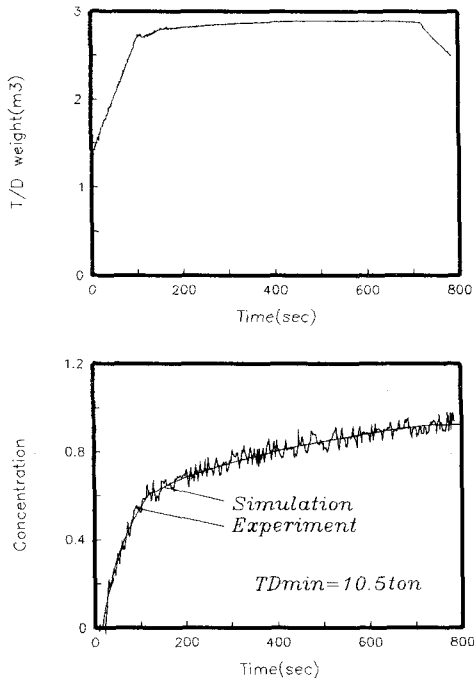 3
2
1
0
T/D weight(m3)
0 200 400 600 800
Time(sec)
1.2
0.8
0.4
0
Concentration
Simulation
Experiment
TDmin=10.5ton
0 200 400 600 800
Time(sec)